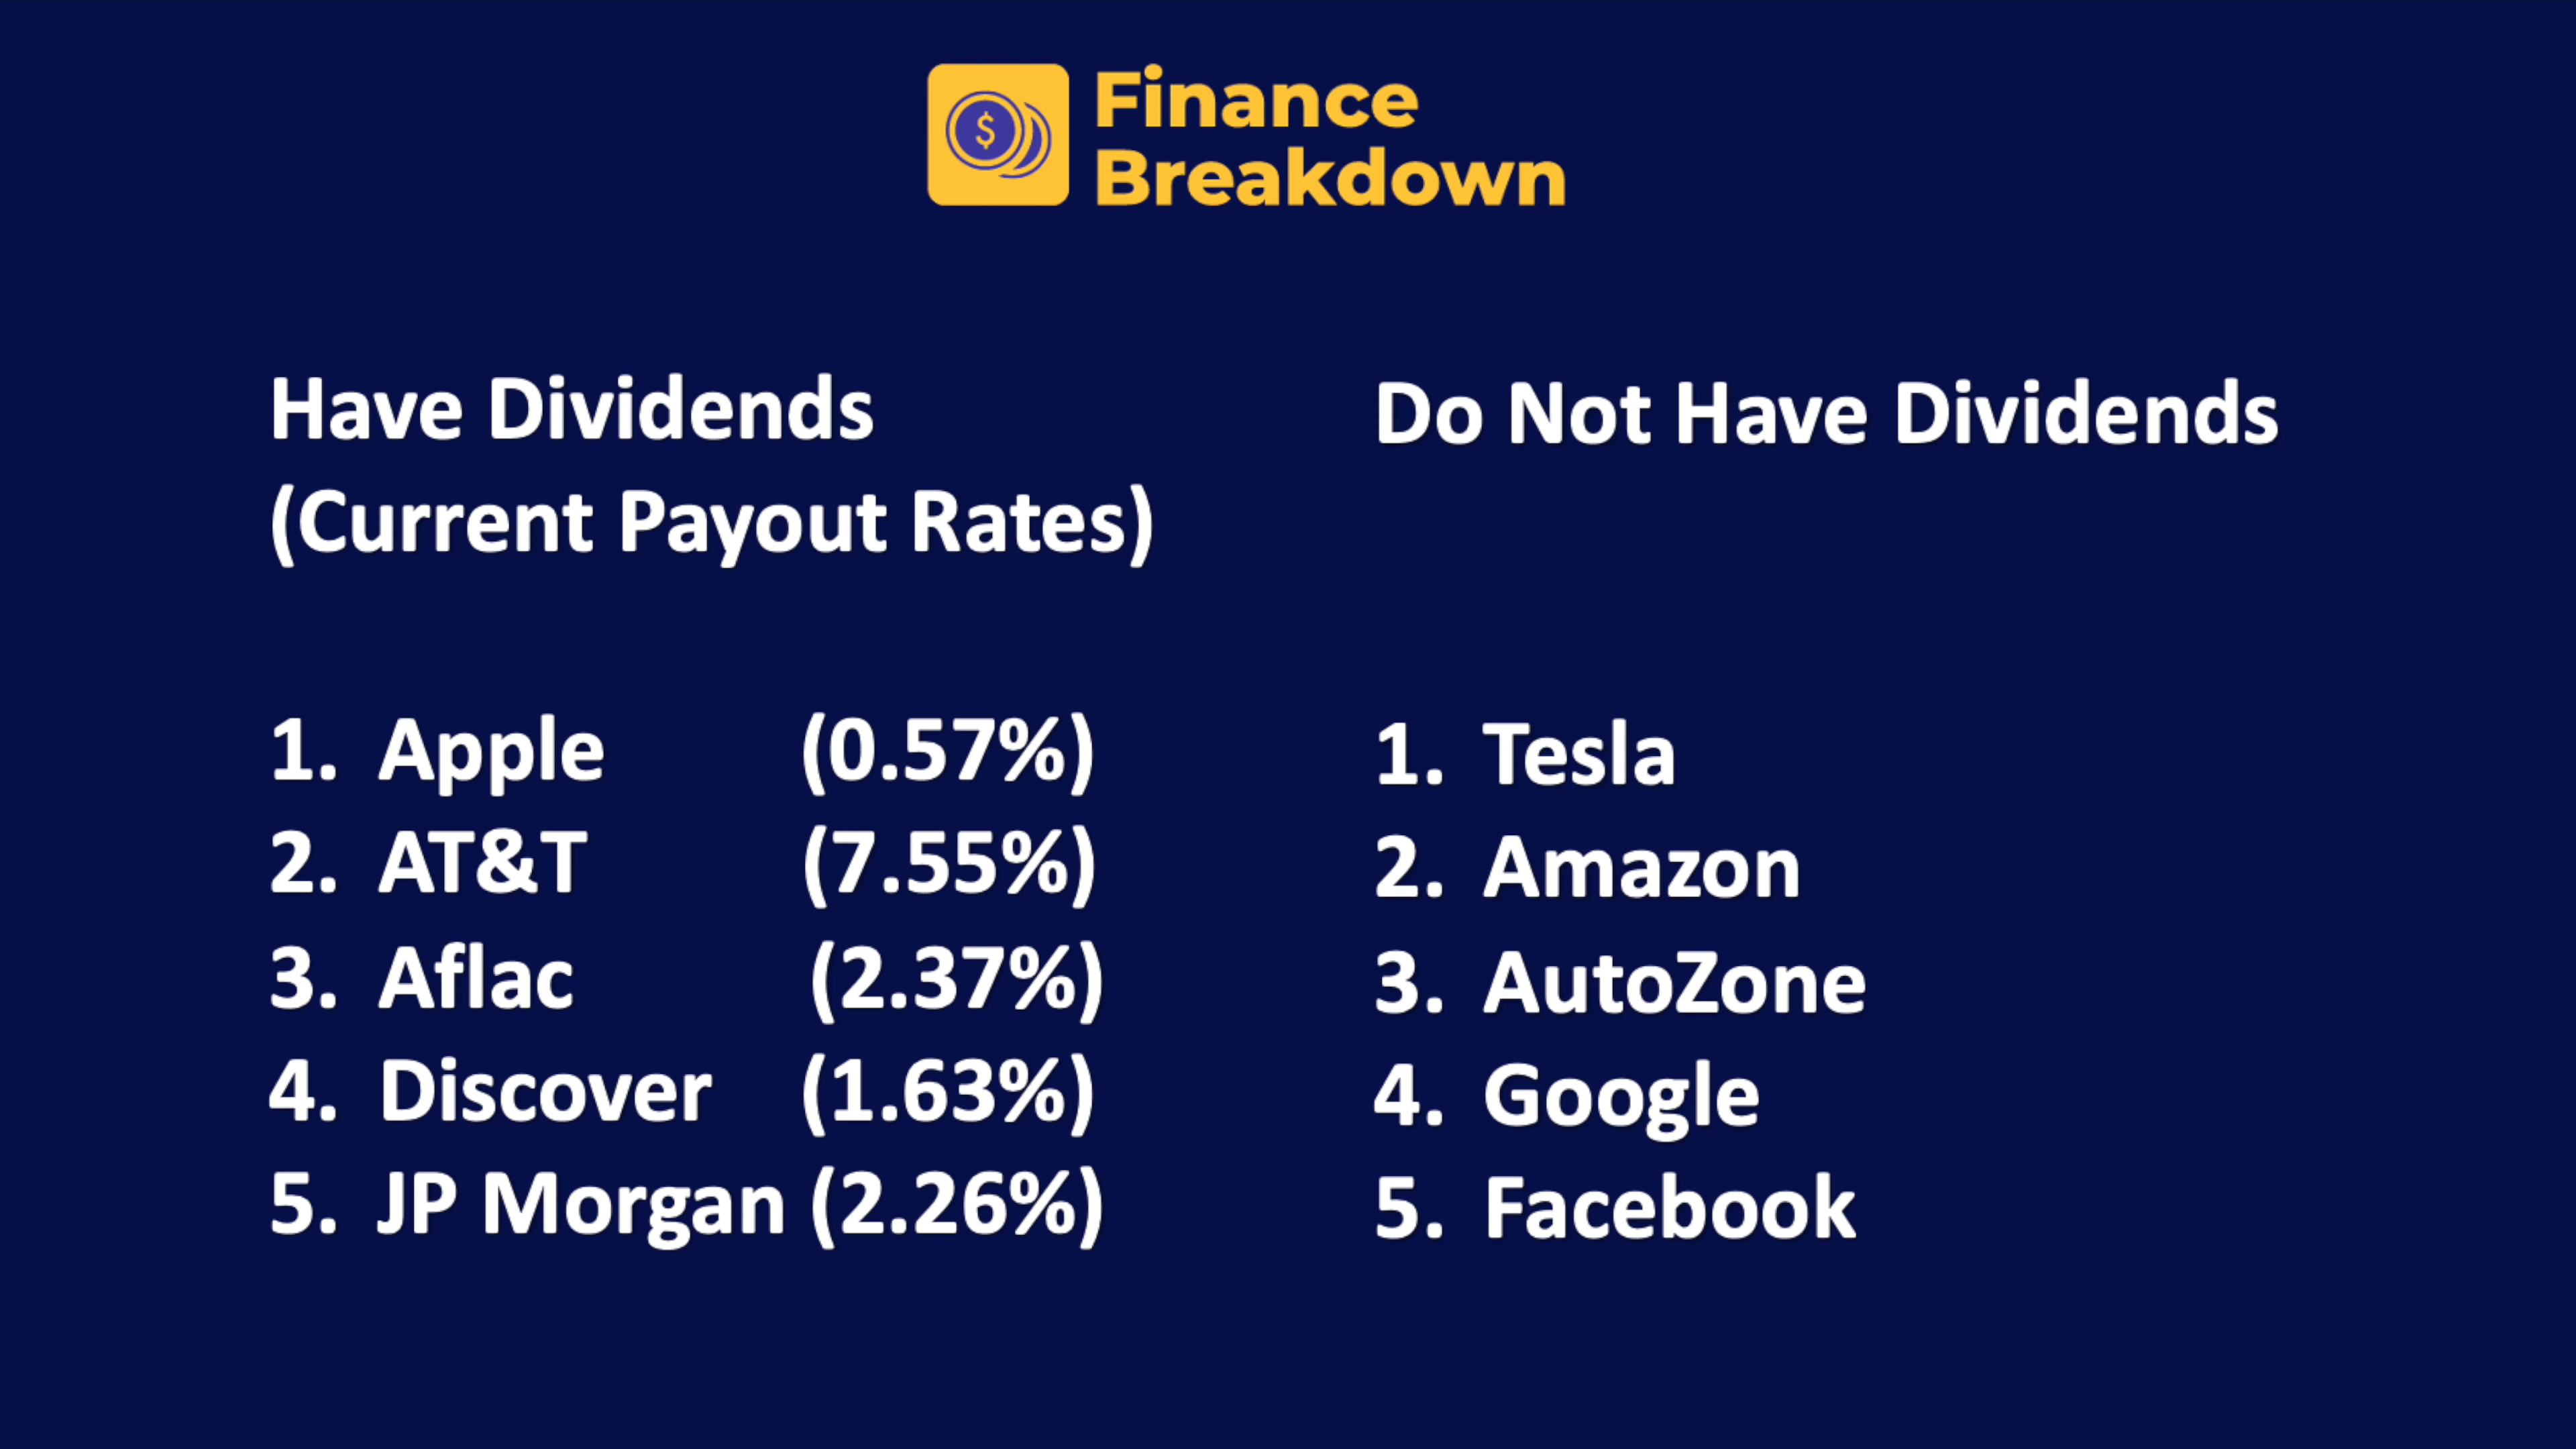 $
Finance
Breakdown
Have Dividends
(Current Payout Rates)
1. Apple (0.57%)
2. AT&T (7.55%)
3. Aflac (2.37%)
4. Discover (1.63%)
5. JP Morgan (2.26%)
Do Not Have Dividends
1. Tesla
2. Amazon
3. AutoZone
4. Google
5. Facebook